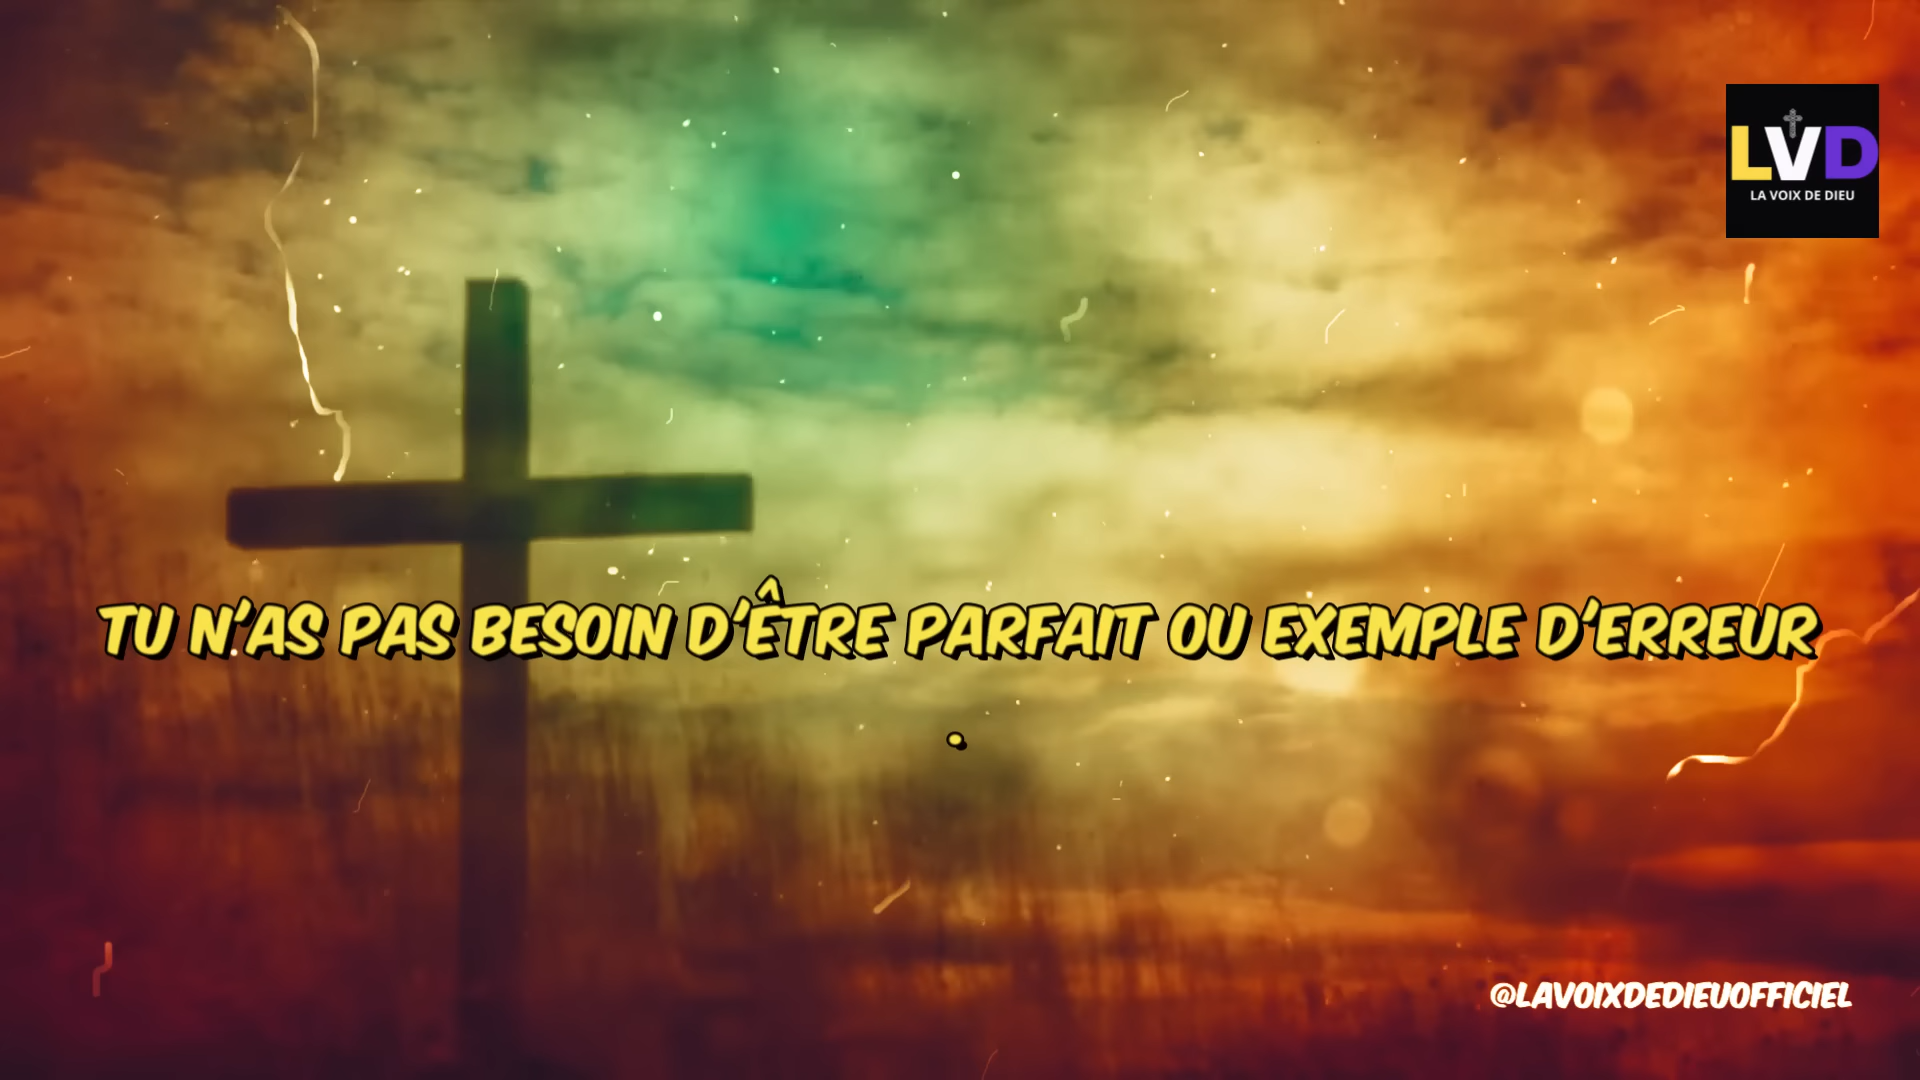 LVD
LA VOIX DE DIEU
TU N'AS PAS BESOIN D'ÊTRE PARFAIT OU EXEMPLE D'ERREUR
.
@LAVOIXDEDIEUOFFICIEL